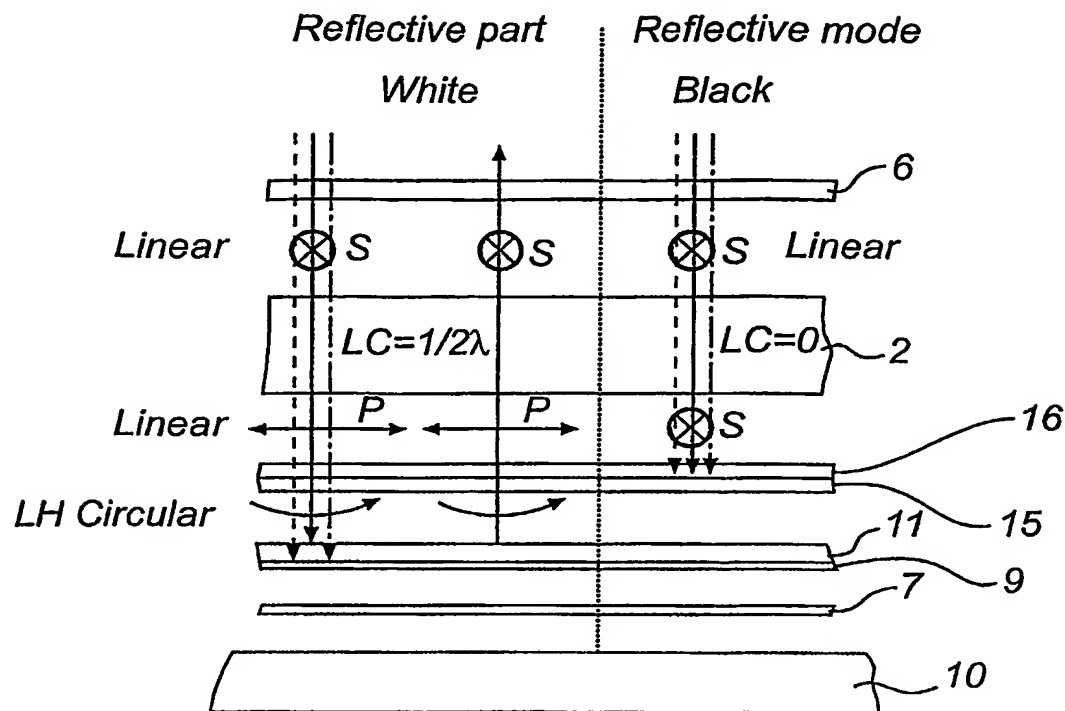 Reflective part Reflective mode
White Black
6
Linear S S S Linear
LC=1/2λ LC=0 2
Linear P P S
16
LH Circular 15
11
9
7
10